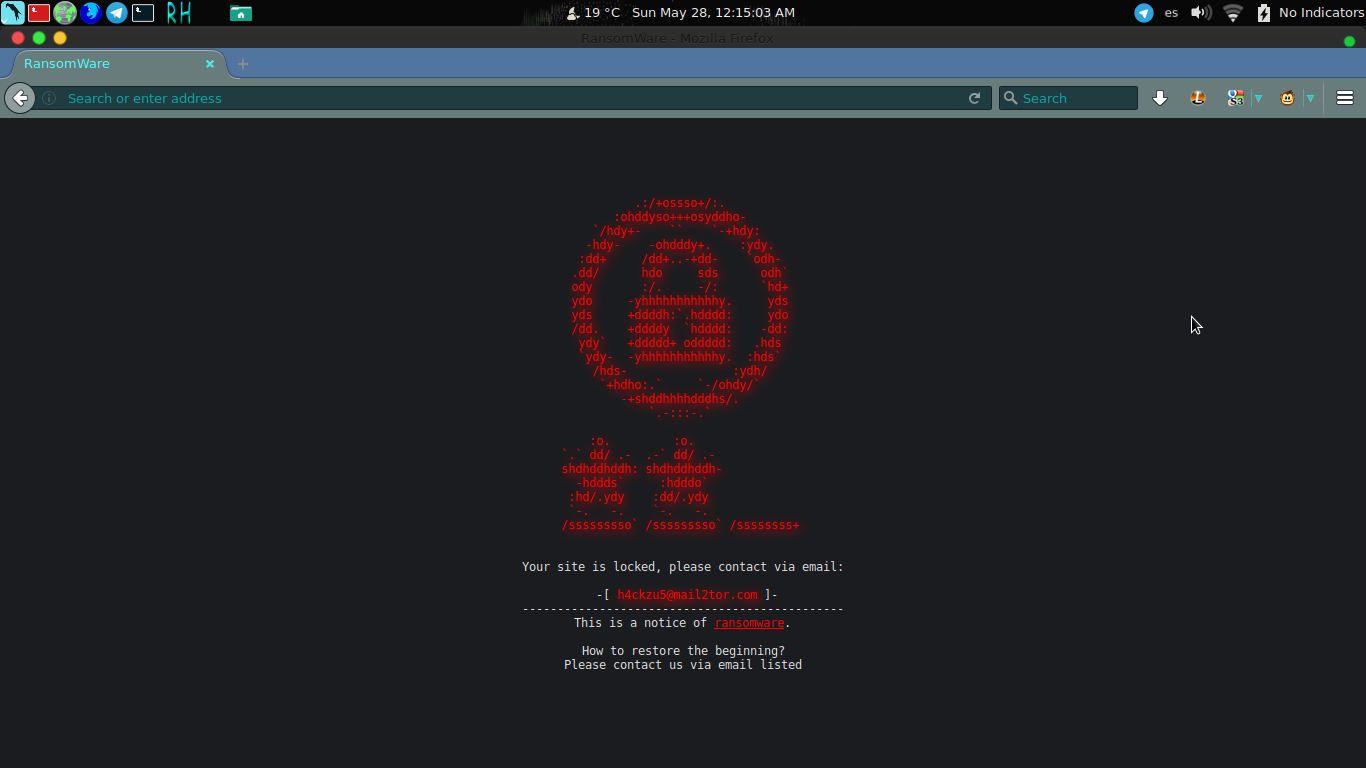 RH
19 °C Sun May 28, 12:15:03 AM
es
No Indicators
RansomWare - Mozilla Firefox
RansomWare
Search or enter address
Search
.:/+ossso+/:.
:ohddyso+++osyddho-
`/hdy+-    ``    `-+hdy:
-hdy-    -ohdddy+.    :ydy.
:dd+     /dd+..-+dd-    `odh-
.dd/      hdo     sds      odh`
ody       :/.     -/:      `hd+
ydo     -yhhhhhhhhhhhy.     yds
yds     +ddddh:`.hdddd:     ydo
/dd.    +ddddy  `hdddd:    -dd:
ydy`   +ddddd+ oddddd:   .hds
`ydy-  -yhhhhhhhhhhhy.  :hds`
/hds-               :ydh/
`+hdho:.`     `-/ohdy/`
-+shddhhhhdddhs/.
`.-:::-.`
:o.         :o.
`.` dd/ .-  .-` dd/ .-
shdhddhddh: shdhddhddh-
-hddds`     :hdddo`
:hd/.ydy    :dd/.ydy
`-.   -.    `-.   -.
/sssssssso` /sssssssso` /ssssssss+
Your site is locked, please contact via email:
-[ h4ckzu5@mail2tor.com ]-
----------------------------------------------
This is a notice of ransomware.
How to restore the beginning?
Please contact us via email listed